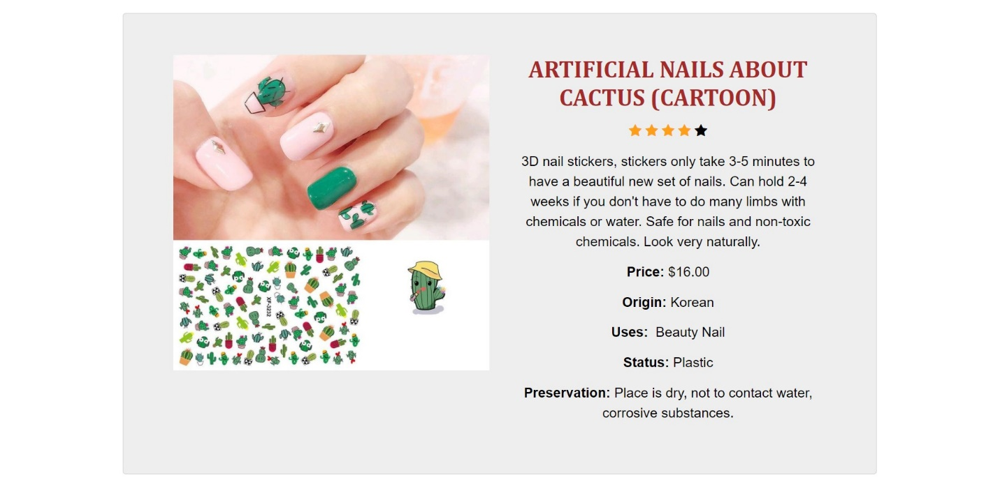 ARTIFICIAL NAILS ABOUT
CACTUS (CARTOON)
3D nail stickers, stickers only take 3-5 minutes to
have a beautiful new set of nails. Can hold 2-4
weeks if you don't have to do many limbs with
chemicals or water. Safe for nails and non-toxic
chemicals. Look very naturally.
Price: $16.00
Origin: Korean
Uses: Beauty Nail
Status: Plastic
Preservation: Place is dry, not to contact water,
corrosive substances.
XF-3232